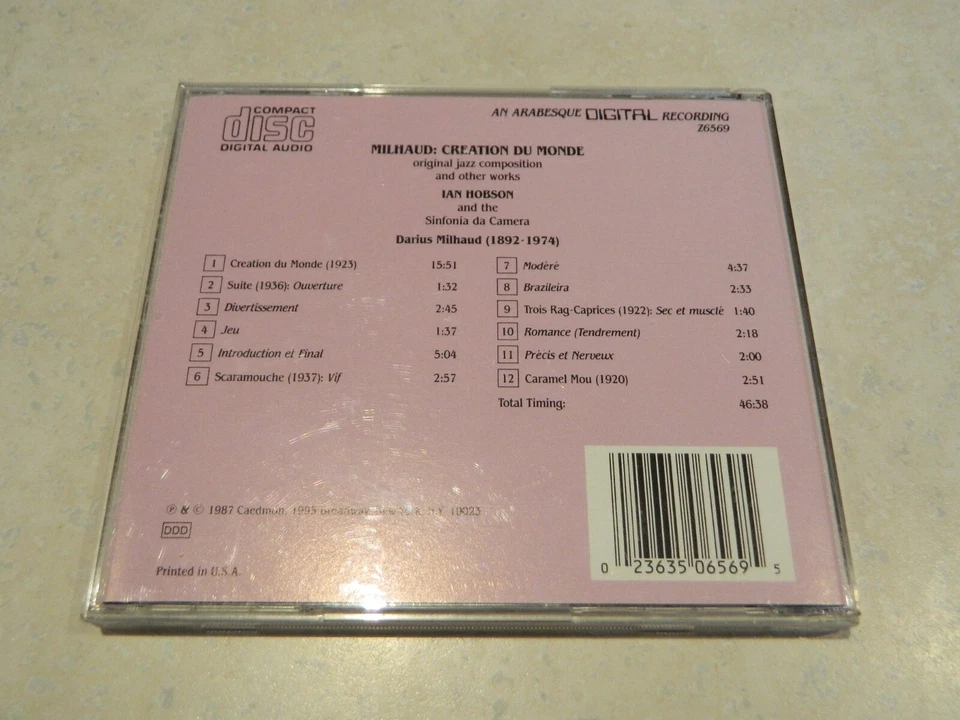 COMPACT
disc
DIGITAL AUDIO
AN ARABESQUE DIGITAL RECORDING
Z6569
MILHAUD: CREATION DU MONDE
original jazz composition
and other works
IAN HOBSON
and the
Sinfonia da Camera
Darius Milhaud (1892-1974)
1 Creation du Monde (1923) 15:51
2 Suite (1936): Ouverture 1:32
3 Divertissement 2:45
4 Jeu 1:37
5 Introduction et Final 5:04
6 Scaramouche (1937): Vif 2:57
7 Modéré 4:37
8 Brazileira 2:33
9 Trois Rag-Caprices (1922): Sec et musclé 1:40
10 Romance (Tendrement) 2:18
11 Précis et Nerveux 2:00
12 Caramel Mou (1920) 2:51
Total Timing: 46:38
℗ & © 1987 Caedmon, 1995 Broadway, New York, N.Y. 10023
DDD
Printed in U.S.A.
0 23635 06569 5